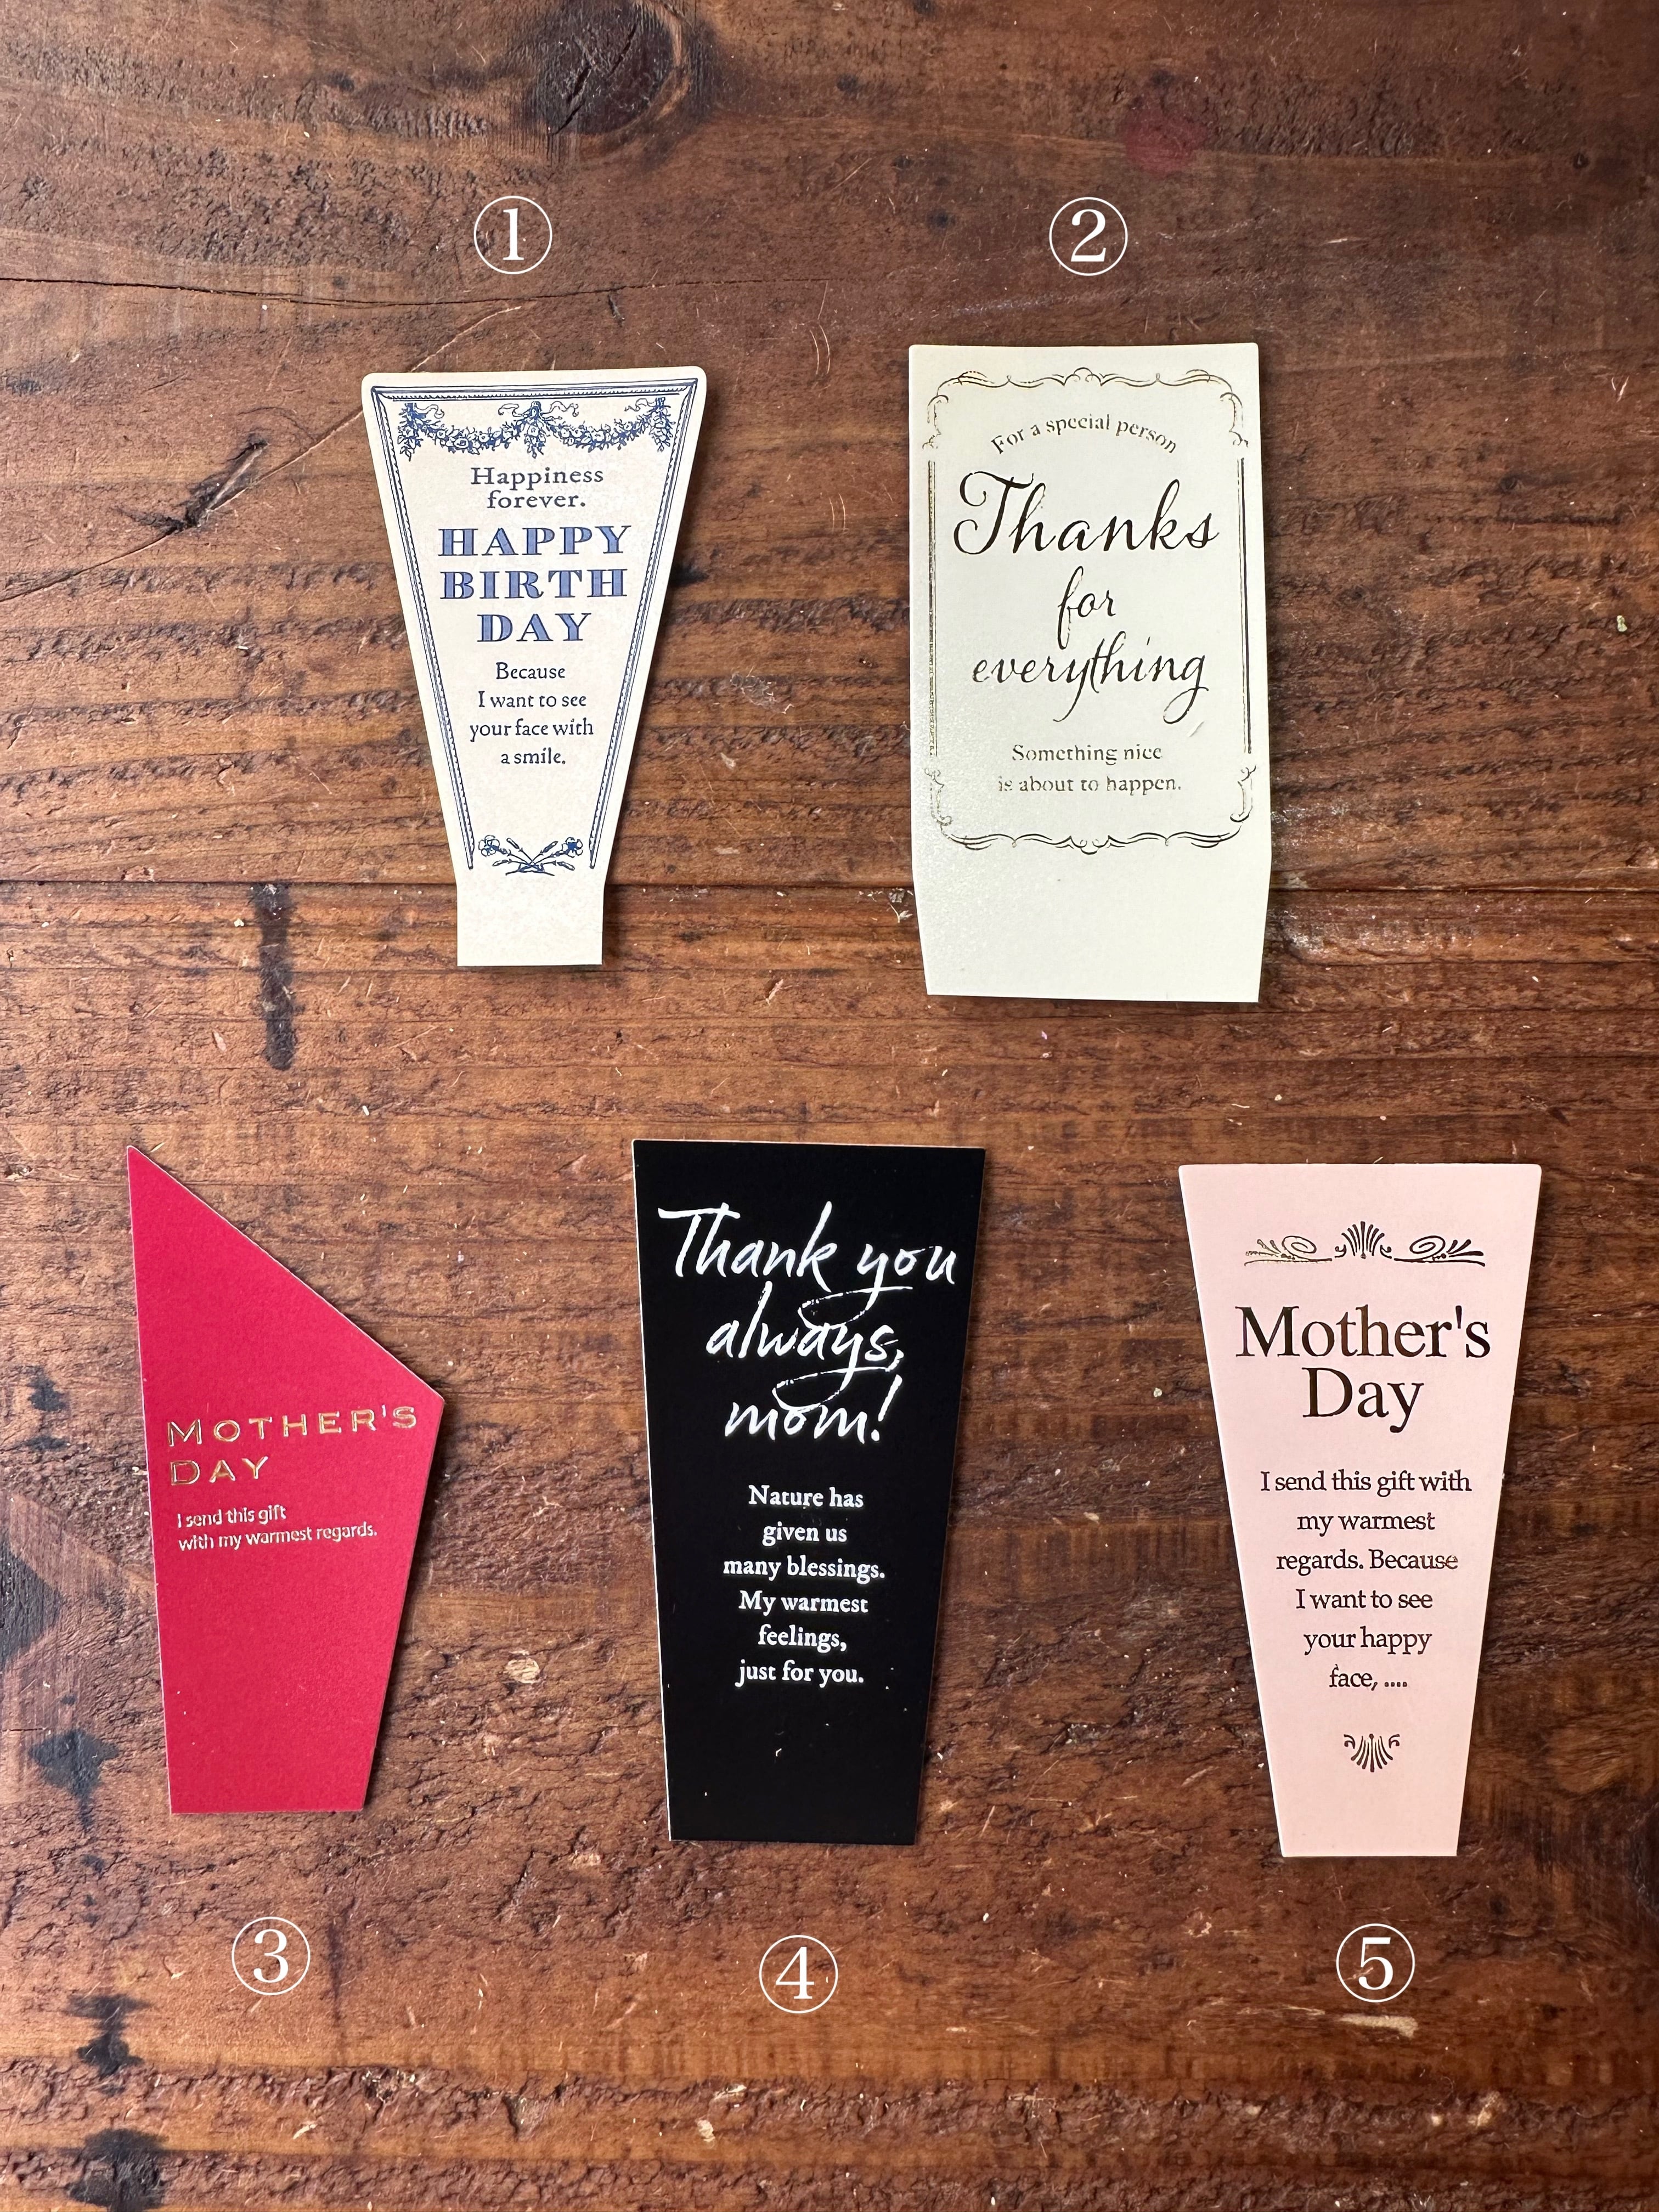 ①
②
Happiness
forever.
HAPPY
BIRTH
DAY
Because
I want to see
your face with
a smile.
For a special person
Thanks
for
everything
Something nice
is about to happen.
MOTHER'S
DAY
I send this gift
with my warmest regards.
Thank you
always,
mom!
Nature has
given us
many blessings.
My warmest
feelings,
just for you.
Mother's
Day
I send this gift with
my warmest
regards. Because
I want to see
your happy
face, ....
③
④
⑤